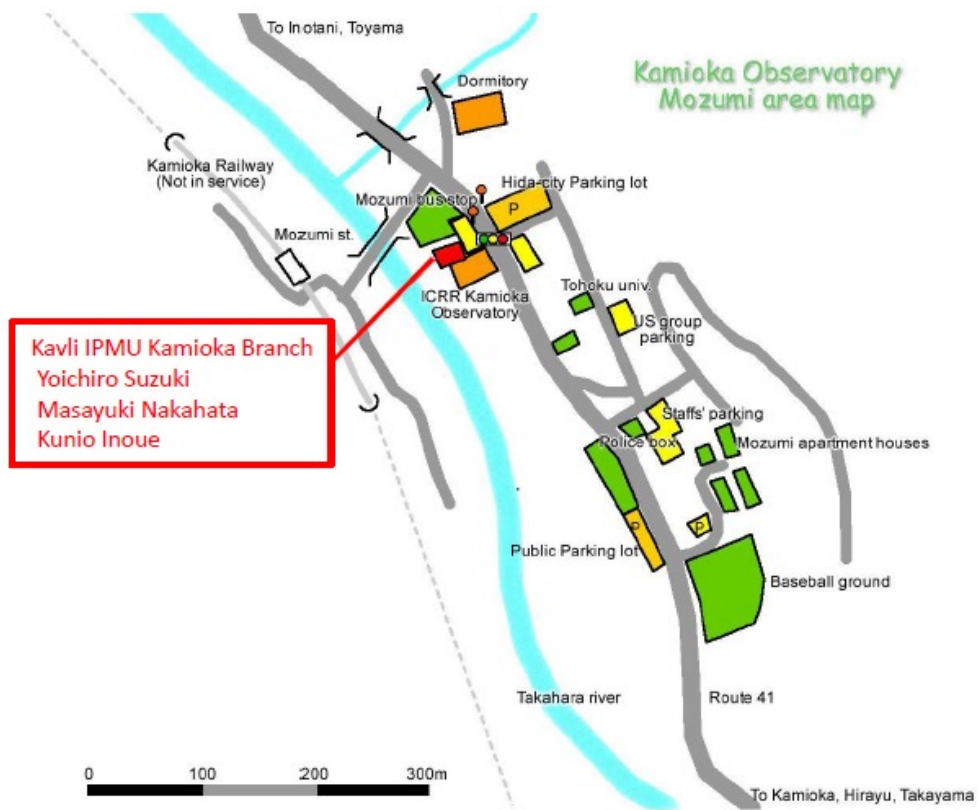 To Inotani, Toyama
Kamioka Observatory
Mozumi area map
Dormitory
Kamioka Railway
(Not in service)
Hida-city Parking lot
Mozumi bus stop
P
Mozumi st.
ICRR Kamioka
Observatory
Tohoku univ.
US group
parking
Kavli IPMU Kamioka Branch
Yoichiro Suzuki
Masayuki Nakahata
Kunio Inoue
Staffs' parking
Police box
Mozumi apartment houses
P
P
Public Parking lot
Baseball ground
Takahara river
Route 41
0 100 200 300m
To Kamioka, Hirayu, Takayama